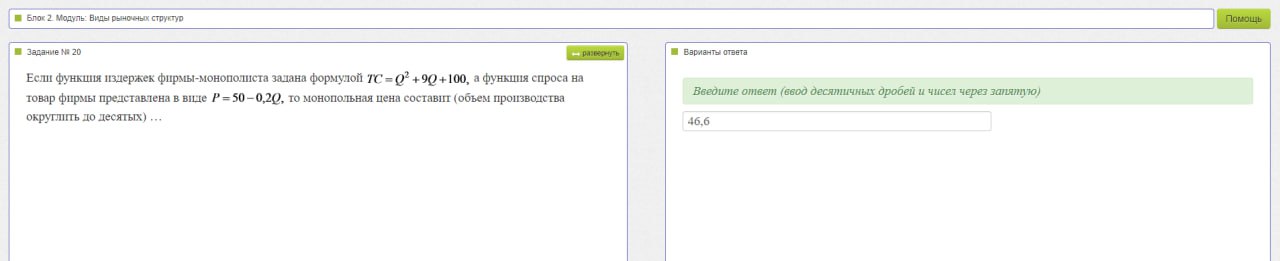 Блок 2. Модуль: Виды рыночных структур
Помощь
Задание № 20
развернуть
Если функция издержек фирмы-монополиста задана формулой TC = Q² + 9Q + 100, а функция спроса на
товар фирмы представлена в виде P = 50 − 0,2Q, то монопольная цена составит (объем производства
округлить до десятых) …
Варианты ответа
Введите ответ (ввод десятичных дробей и чисел через запятую)
46,6